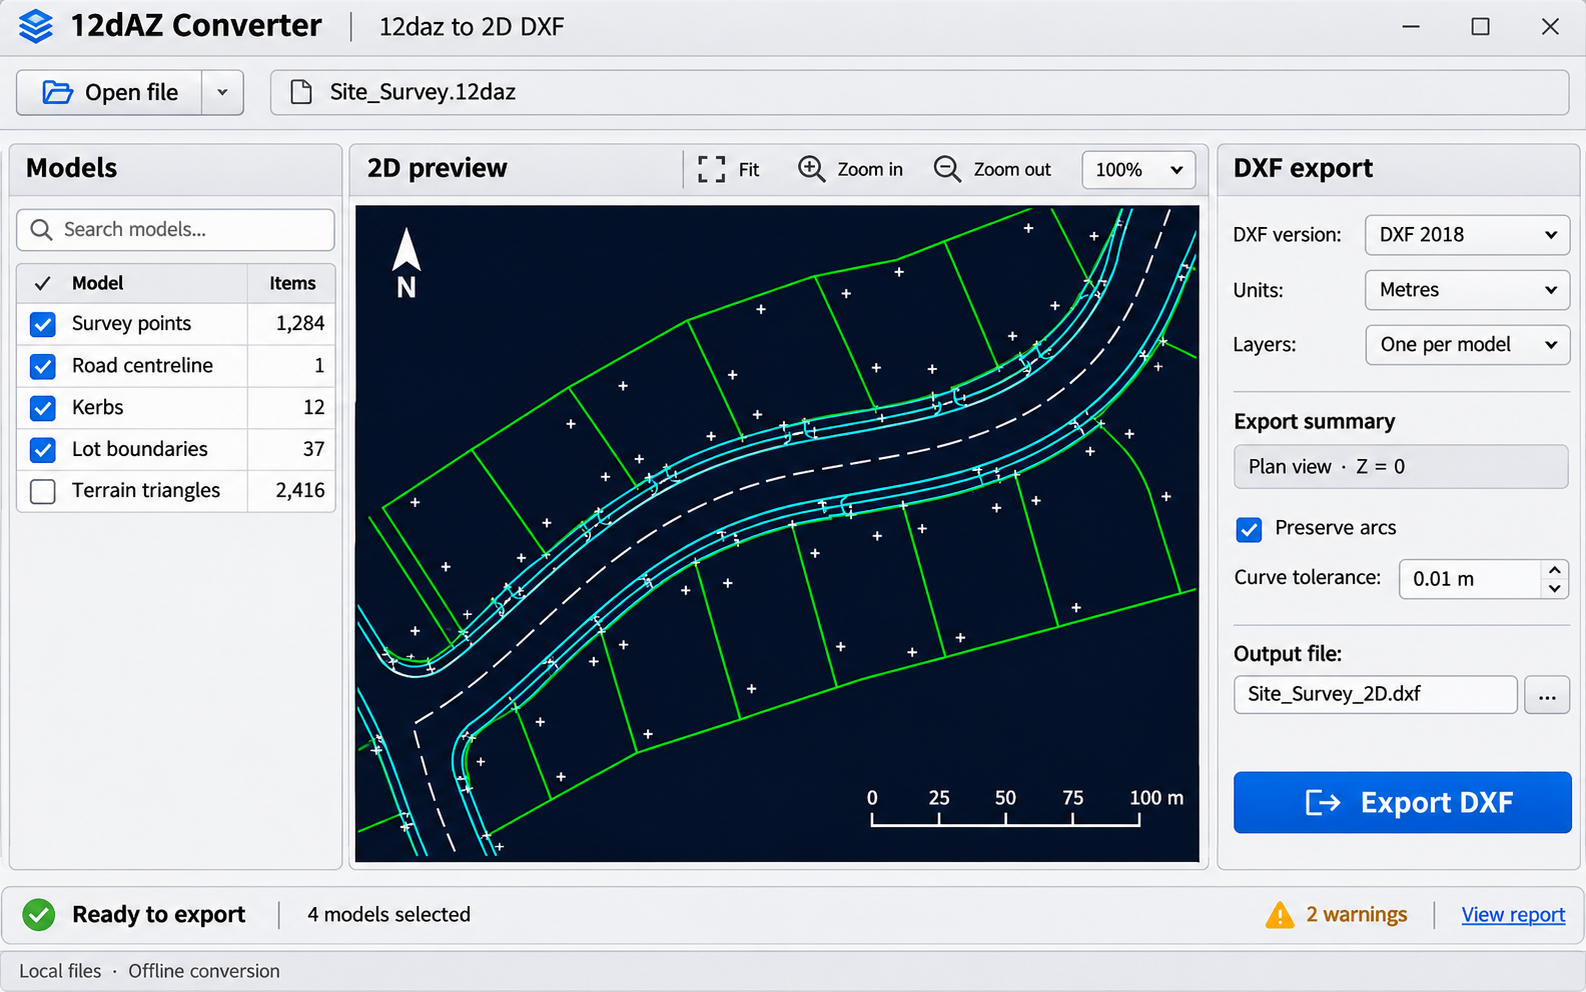 12dAZ Converter | 12daz to 2D DXF
Open file
Site_Survey.12daz
Models
Search models...
Model Items
Survey points 1,284
Road centreline 1
Kerbs 12
Lot boundaries 37
Terrain triangles 2,416
2D preview
Fit
Zoom in
Zoom out
100%
N
0 25 50 75 100 m
DXF export
DXF version: DXF 2018
Units: Metres
Layers: One per model
Export summary
Plan view · Z = 0
Preserve arcs
Curve tolerance: 0.01 m
Output file:
Site_Survey_2D.dxf ...
Export DXF
Ready to export | 4 models selected
2 warnings | View report
Local files · Offline conversion